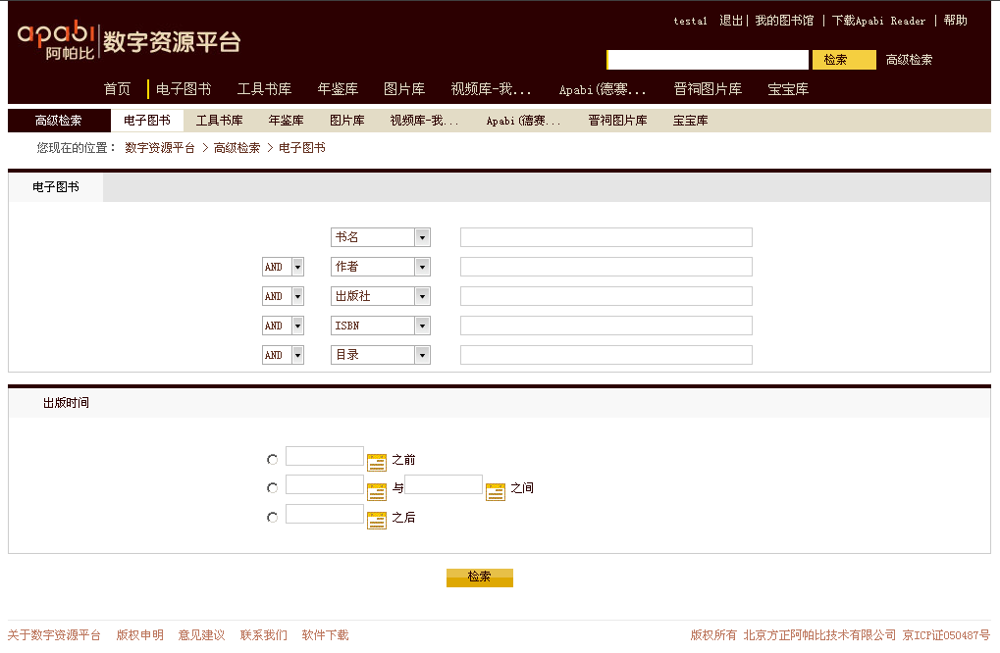 testa1 退出| 我的图书馆 | 下载Apabi Reader | 帮助
apabi 阿帕比 数字资源平台
检索 高级检索
首页 电子图书 工具书库 年鉴库 图片库 视频库-我... Apabi(德赛... 晋祠图片库 宝宝库
高级检索 电子图书 工具书库 年鉴库 图片库 视频库-我... Apabi(德赛... 晋祠图片库 宝宝库
您现在的位置： 数字资源平台 > 高级检索 > 电子图书
电子图书
书名
AND 作者
AND 出版社
AND ISBN
AND 目录
出版时间
之前
与 之间
之后
检索
关于数字资源平台 版权申明 意见建议 联系我们 软件下载 版权所有 北京方正阿帕比技术有限公司 京ICP证050487号